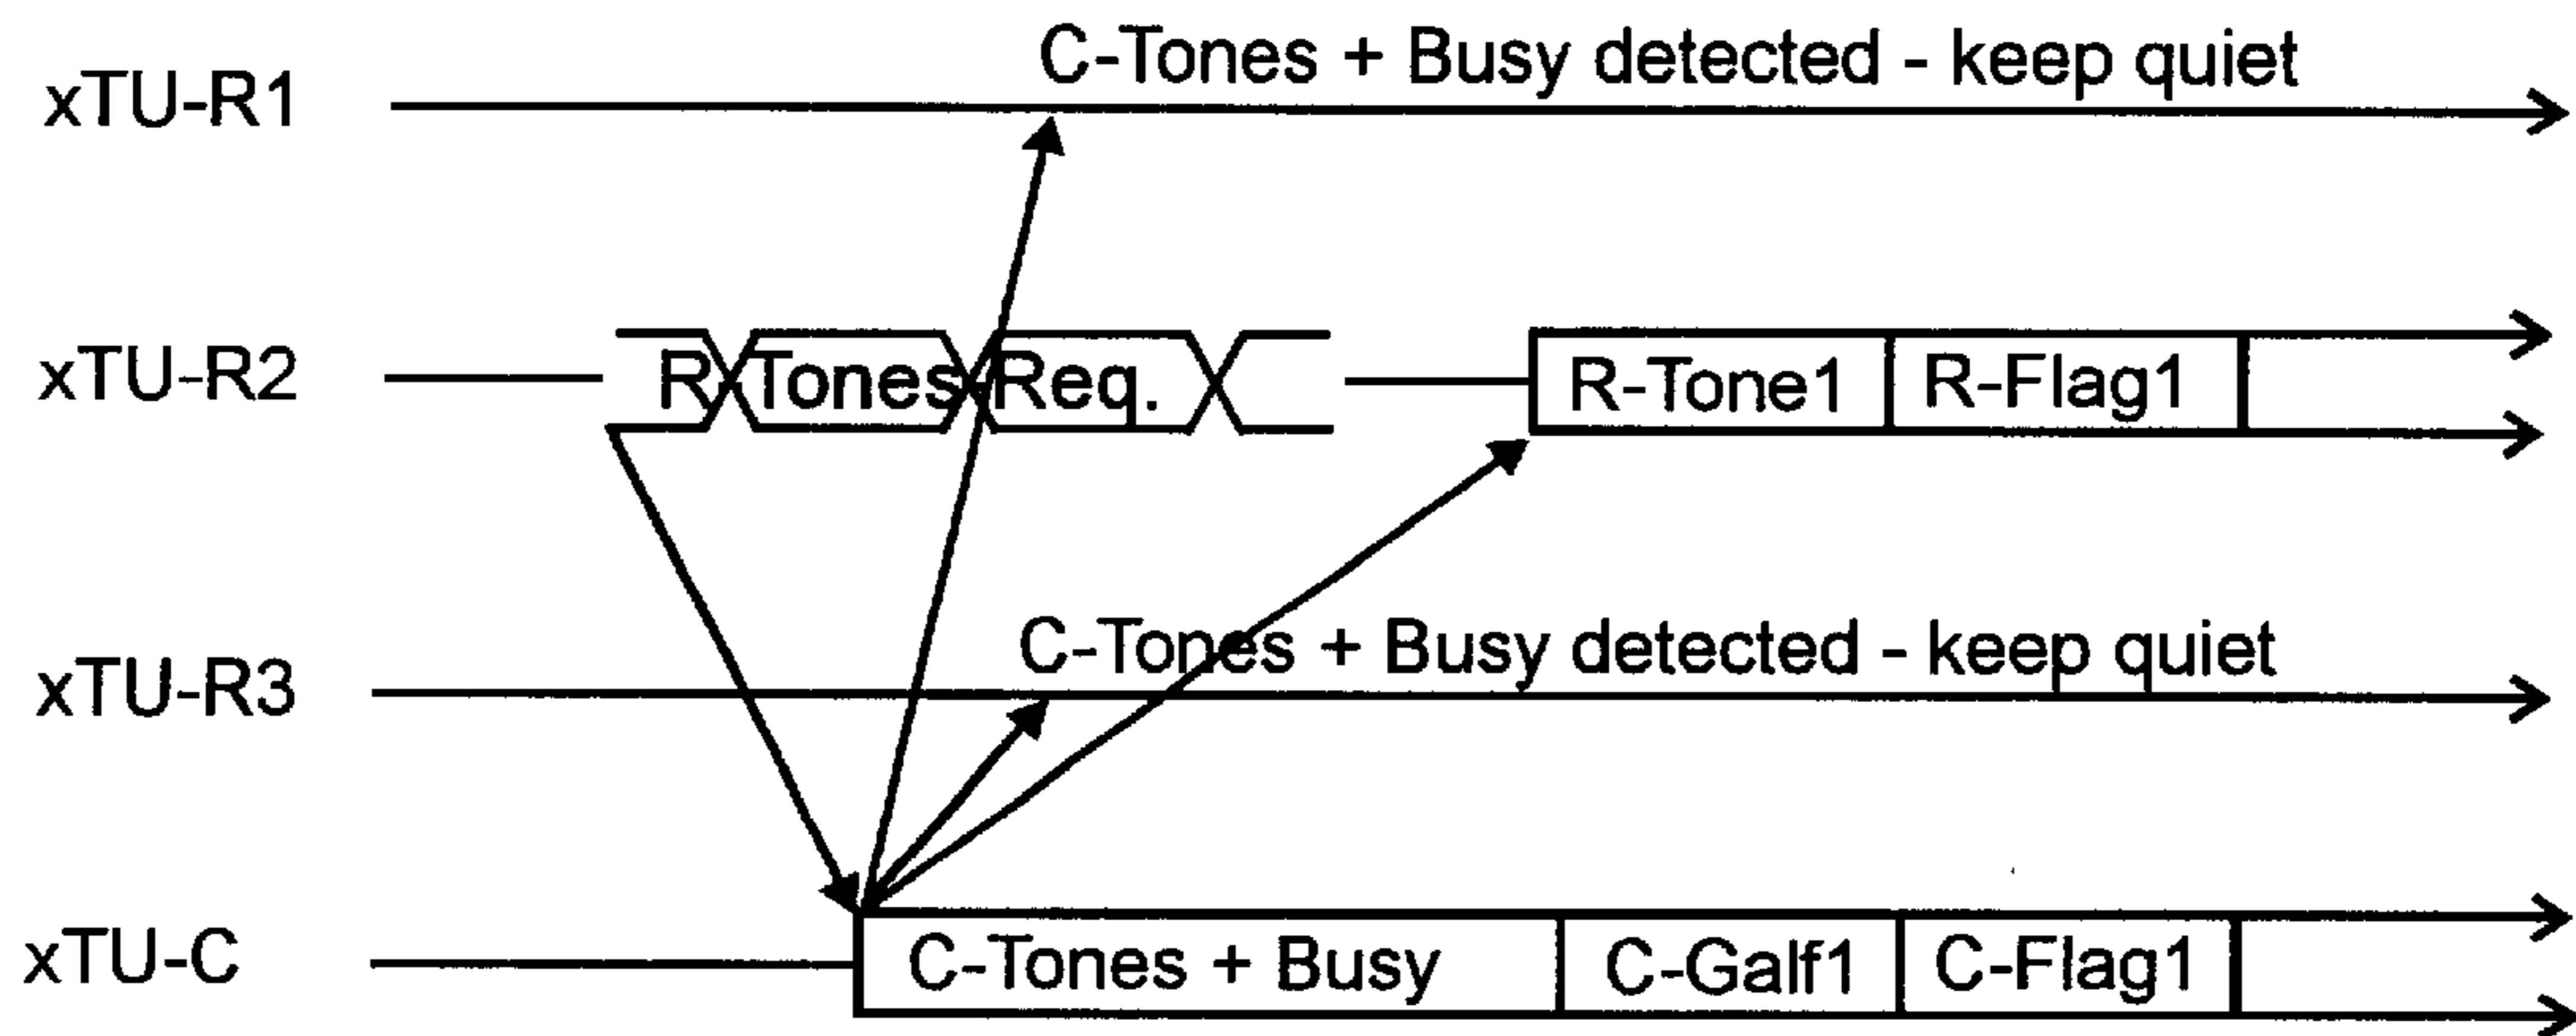 C-Tones + Busy detected - keep quiet
xTU-R1
xTU-R2
R-Tones-Req.
R-Tone1
R-Flag1
C-Tones + Busy detected - keep quiet
xTU-R3
xTU-C
C-Tones + Busy
C-Galf1
C-Flag1